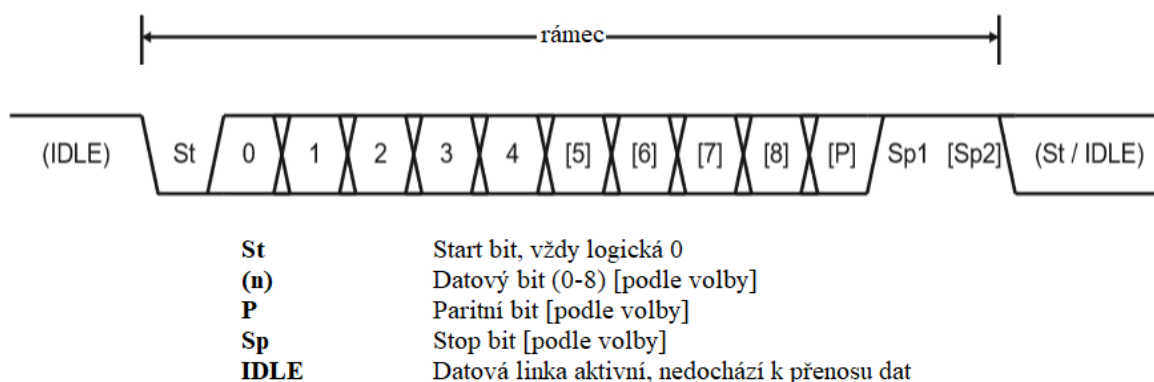 rámec
(IDLE) St 0 1 2 3 4 [5] [6] [7] [8] [P] Sp1 [Sp2] (St / IDLE)
St Start bit, vždy logická 0
(n) Datový bit (0-8) [podle volby]
P Paritní bit [podle volby]
Sp Stop bit [podle volby]
IDLE Datová linka aktivní, nedochází k přenosu dat